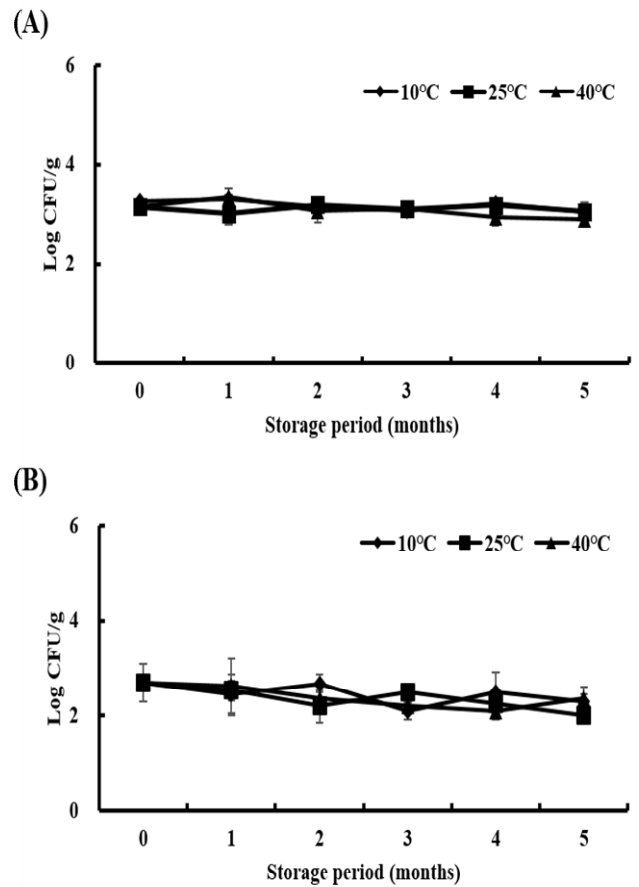 (A)
6
10°C 25°C 40°C
4
Log CFU/g
2
0
0 1 2 3 4 5
Storage period (months)
(B)
6
10°C 25°C 40°C
4
Log CFU/g
2
0
0 1 2 3 4 5
Storage period (months)